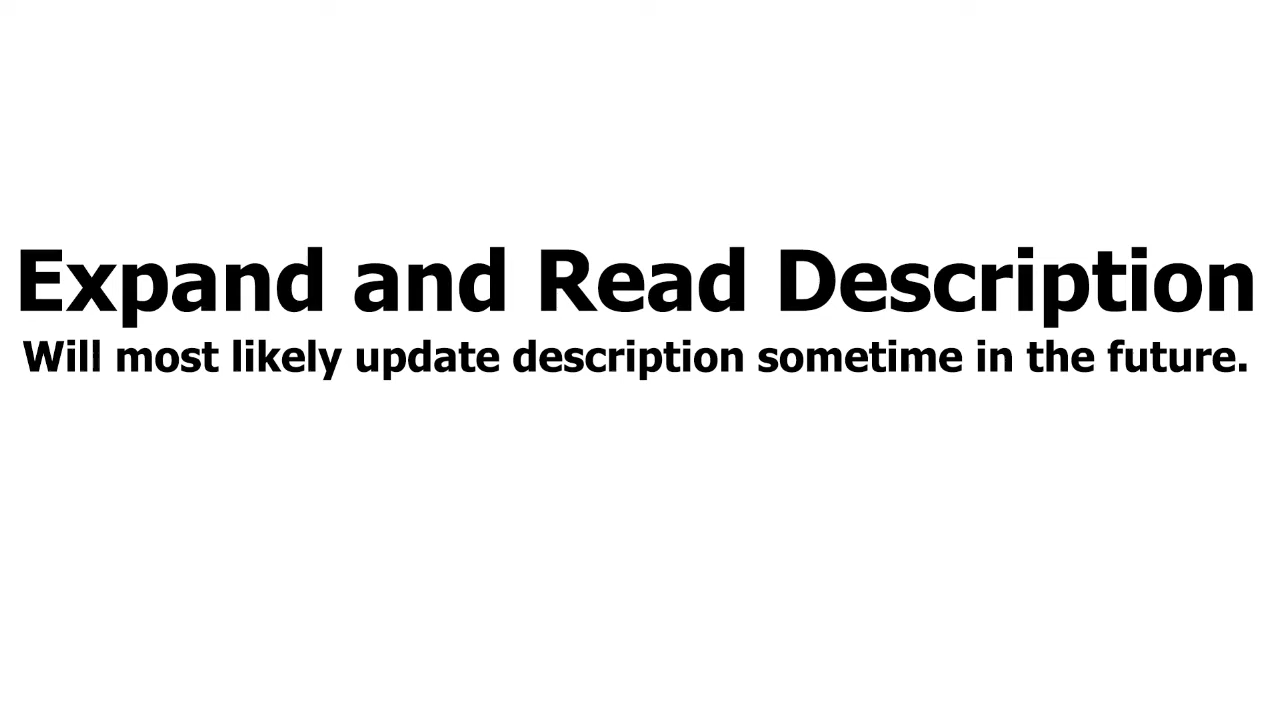 Expand and Read Description
Will most likely update description sometime in the future.